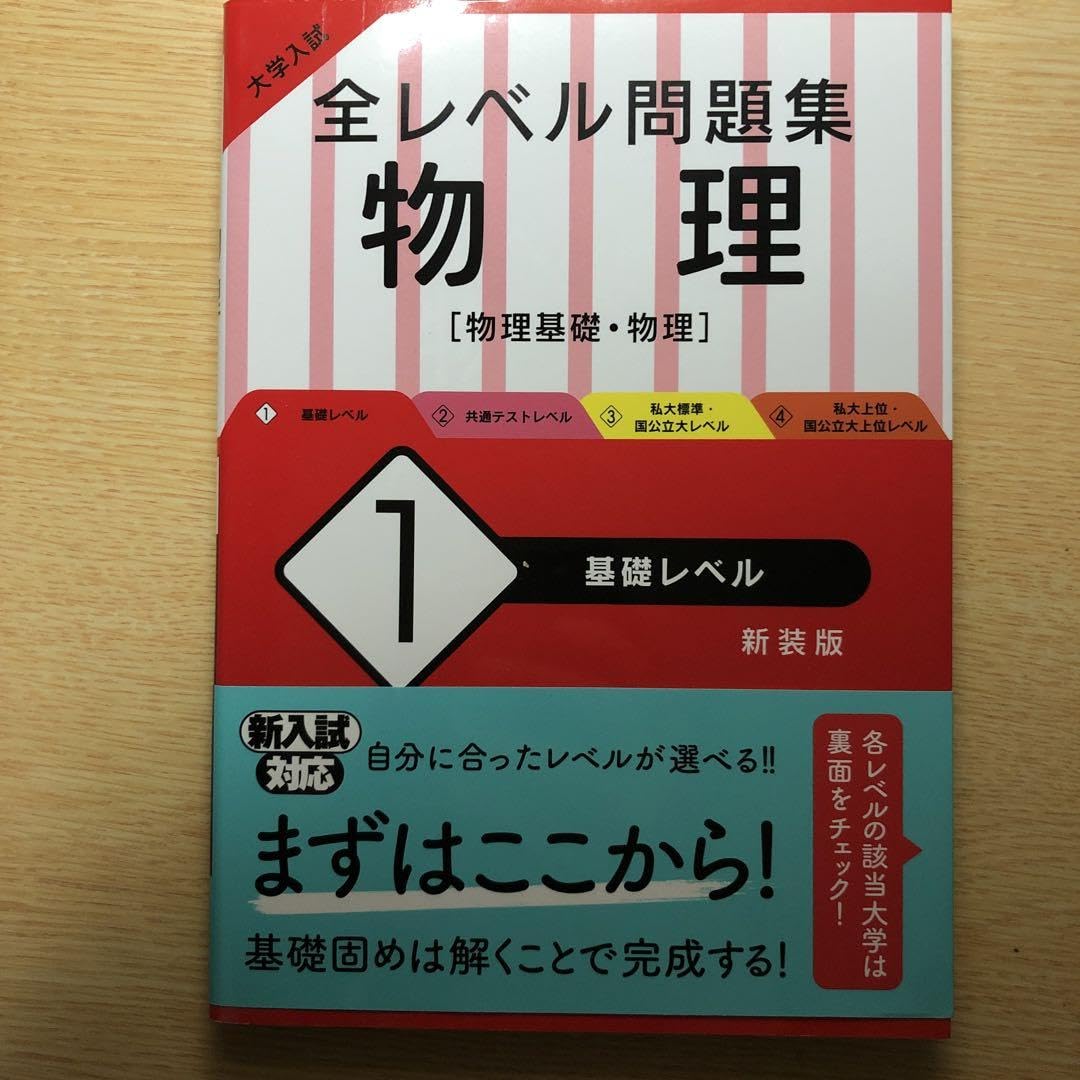 大学入試
全レベル問題集
物理
［物理基礎・物理］
1 基礎レベル
2 共通テストレベル
3 私大標準・
国公立大レベル
4 私大上位・
国公立大上位レベル
1
基礎レベル
新装版
新入試
対応
自分に合ったレベルが選べる!!
まずはここから!
基礎固めは解くことで完成する!
各レベルの該当大学は
裏面をチェック!